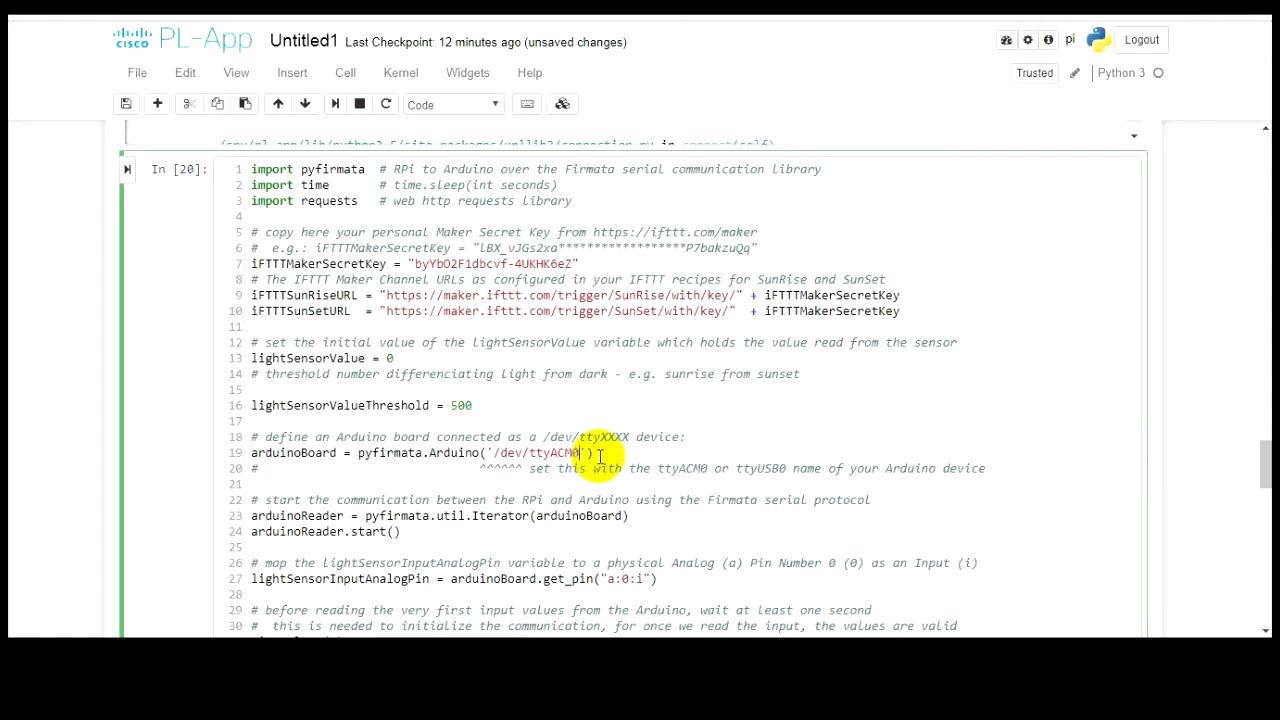 cisco PL-App Untitled1 Last Checkpoint: 12 minutes ago (unsaved changes) pi Logout
File Edit View Insert Cell Kernel Widgets Help Trusted Python 3
Code
In [20]:
1 import pyfirmata # RPi to Arduino over the Firmata serial communication library
2 import time # time.sleep(int seconds)
3 import requests # web http requests library
4
5 # copy here your personal Maker Secret Key from https://ifttt.com/maker
6 # e.g.: iFTTTMakerSecretKey = "lBX_vJGs2xa******************P7bakzuQq"
7 iFTTTMakerSecretKey = "byYbO2F1dbcvf-4UKHK6eZ"
8 # The IFTTT Maker Channel URLs as configured in your IFTTT recipes for SunRise and SunSet
9 iFTTTSunRiseURL = "https://maker.ifttt.com/trigger/SunRise/with/key/" + iFTTTMakerSecretKey
10 iFTTTSunSetURL = "https://maker.ifttt.com/trigger/SunSet/with/key/" + iFTTTMakerSecretKey
11
12 # set the initial value of the lightSensorValue variable which holds the value read from the sensor
13 lightSensorValue = 0
14 # threshold number differenciating light from dark - e.g. sunrise from sunset
15
16 lightSensorValueThreshold = 500
17
18 # define an Arduino board connected as a /dev/ttyXXXX device:
19 arduinoBoard = pyfirmata.Arduino('/dev/ttyACM0')
20 # ^^^^^^ set this with the ttyACM0 or ttyUSB0 name of your Arduino device
21
22 # start the communication between the RPi and Arduino using the Firmata serial protocol
23 arduinoReader = pyfirmata.util.Iterator(arduinoBoard)
24 arduinoReader.start()
25
26 # map the lightSensorInputAnalogPin variable to a physical Analog (a) Pin Number 0 (0) as an Input (i)
27 lightSensorInputAnalogPin = arduinoBoard.get_pin("a:0:i")
28
29 # before reading the very first input values from the Arduino, wait at least one second
30 # this is needed to initialize the communication, for once we read the input, the values are valid